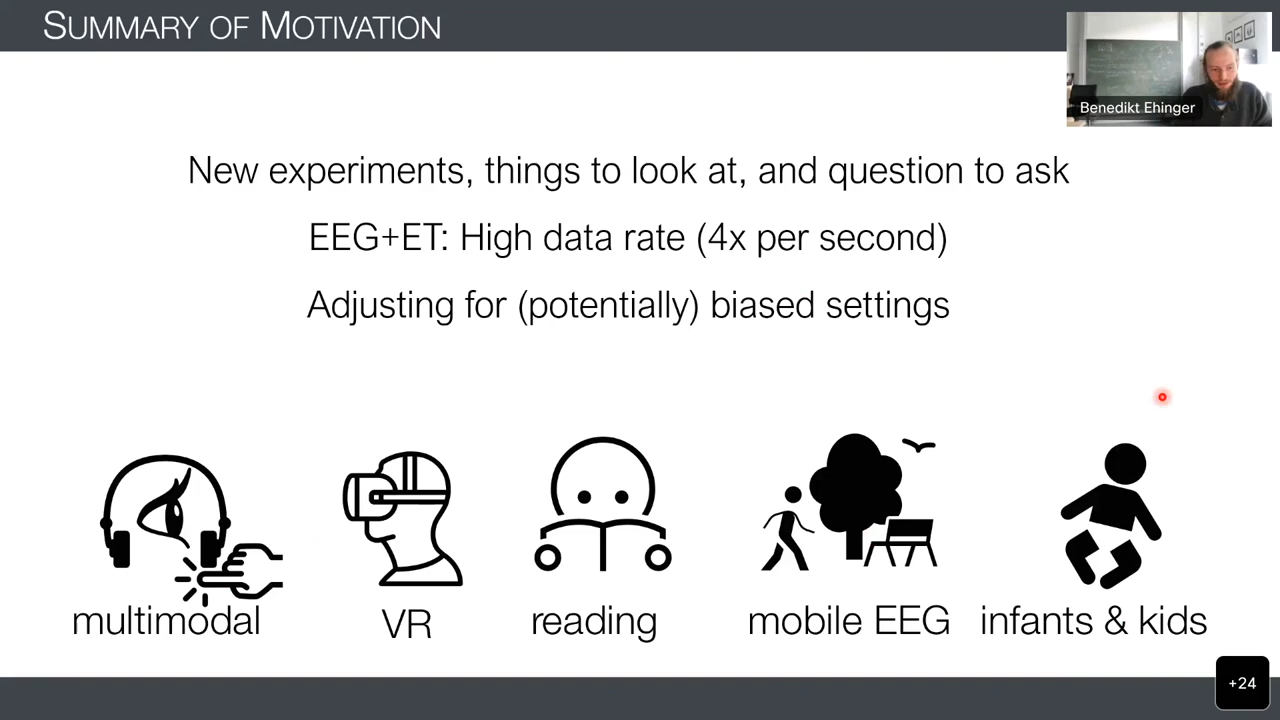 SUMMARY OF MOTIVATION
Benedikt Ehinger
New experiments, things to look at, and question to ask
EEG+ET: High data rate (4x per second)
Adjusting for (potentially) biased settings
multimodal
VR
reading
mobile EEG
infants & kids
+24